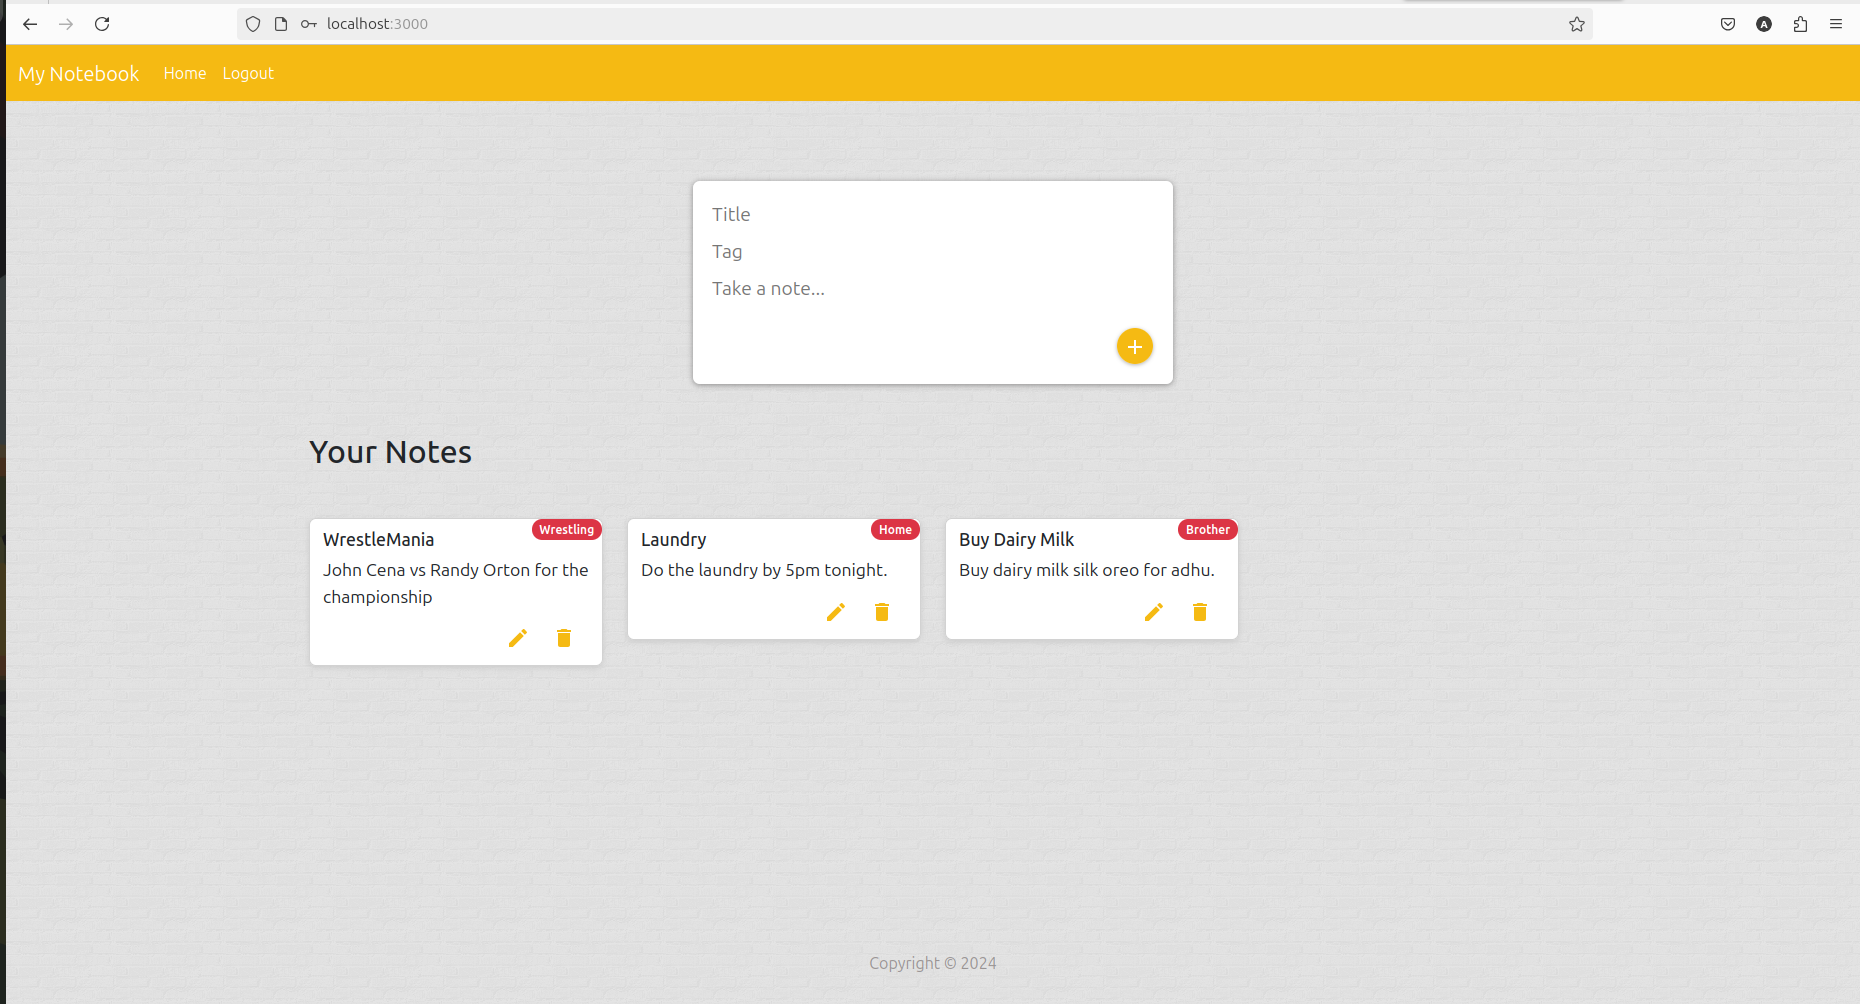 localhost:3000
A
My Notebook Home Logout
Title
Tag
Take a note...
Your Notes
Wrestling
WrestleMania
John Cena vs Randy Orton for the
championship
Home
Laundry
Do the laundry by 5pm tonight.
Brother
Buy Dairy Milk
Buy dairy milk silk oreo for adhu.
Copyright © 2024